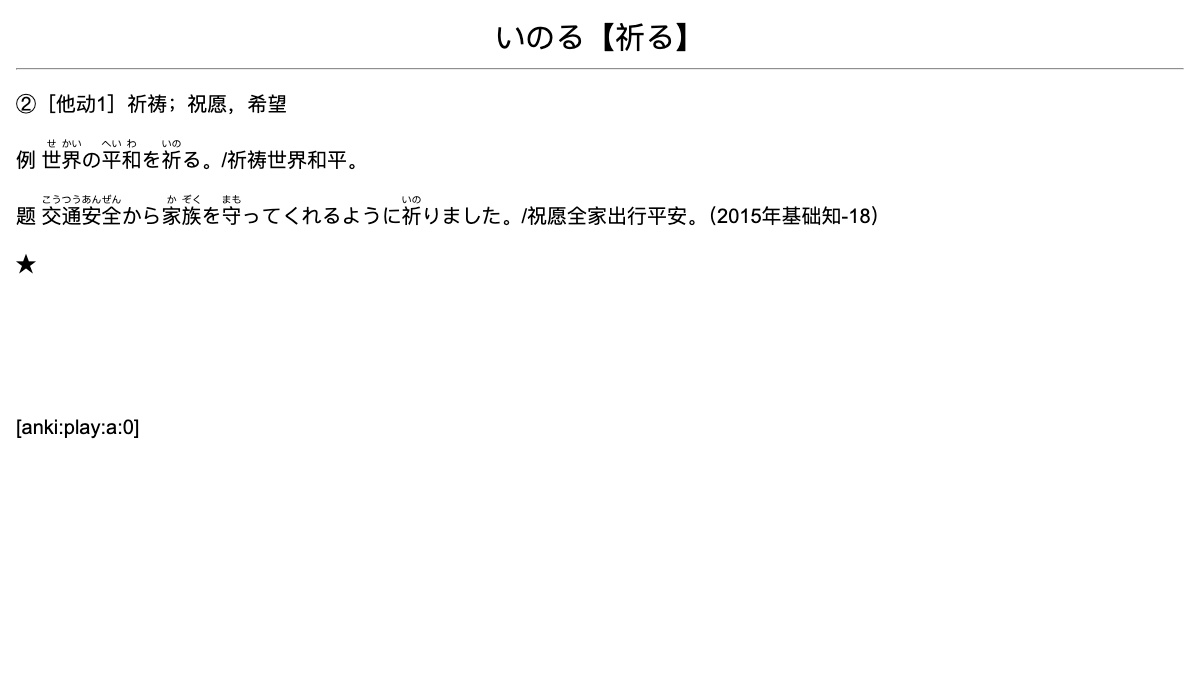 いのる【祈る】
②［他动1］祈祷；祝愿，希望
せ かい へい わ いの
例 世界の平和を祈る。/祈祷世界和平。
こうつうあんぜん か ぞく まも いの
题 交通安全から家族を守ってくれるように祈りました。/祝愿全家出行平安。（2015年基础知-18）
★
[anki:play:a:0]